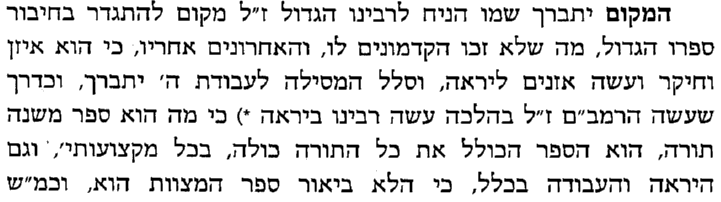 המקום יתברך שמו הניח לרבינו הגדול ז״ל מקום להתגדר בחיבור
ספרו הגדול, מה שלא זכו הקדמונים לו, והאחרונים אחריו, כי הוא איזן
וחיקר ועשה אזנים ליראה, וסלל המסילה לעבודת ה׳ יתברך, וכדרך
שעשה הרמב״ם ז״ל בהלכה עשה רבינו ביראה *) כי מה הוא ספר משנה
תורה, הוא הספר הכולל את כל התורה כולה, בכל מקצועותי׳, וגם
היראה והעבודה בכלל, כי הלא ביאור ספר המצוות הוא, וכמ״ש